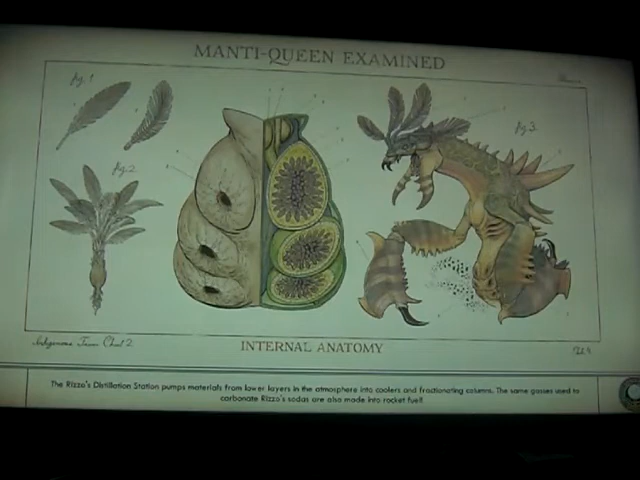 MANTI-QUEEN EXAMINED
fig. 1
fig. 2
fig. 3
INTERNAL ANATOMY
The Rizzo's Distillation Station pumps materials from lower layers in the atmosphere into coolers and fractionating columns. The same gasses used to
carbonate Rizzo's sodas are also made into rocket fuel!